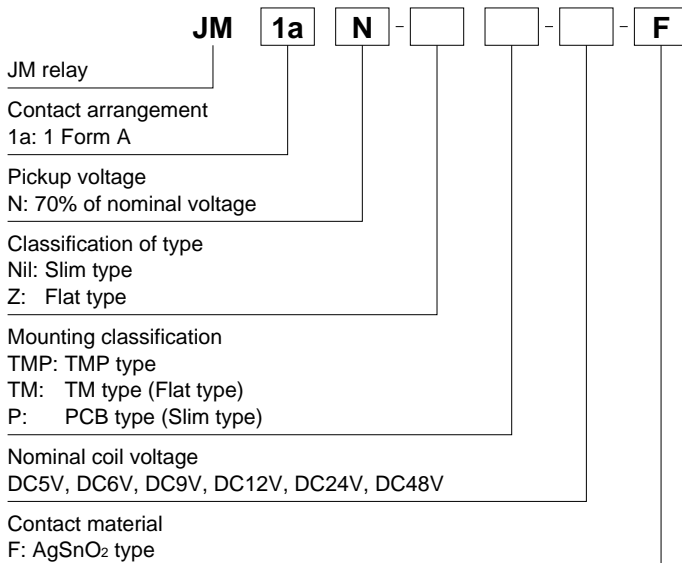 JM 1a N - - - F
JM relay
Contact arrangement
1a: 1 Form A
Pickup voltage
N: 70% of nominal voltage
Classification of type
Nil: Slim type
Z: Flat type
Mounting classification
TMP: TMP type
TM: TM type (Flat type)
P: PCB type (Slim type)
Nominal coil voltage
DC5V, DC6V, DC9V, DC12V, DC24V, DC48V
Contact material
F: AgSnO₂ type